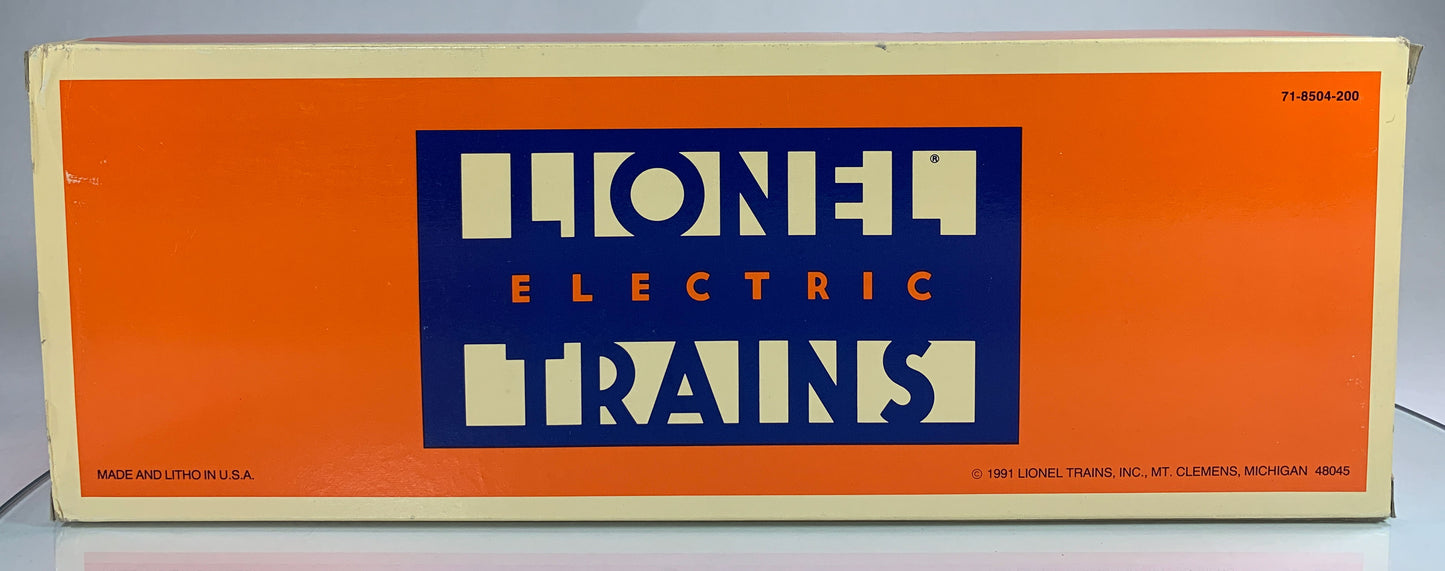 71-8504-200
LIONEL®
ELECTRIC
TRAINS
MADE AND LITHO IN U.S.A.
© 1991 LIONEL TRAINS, INC., MT. CLEMENS, MICHIGAN 48045